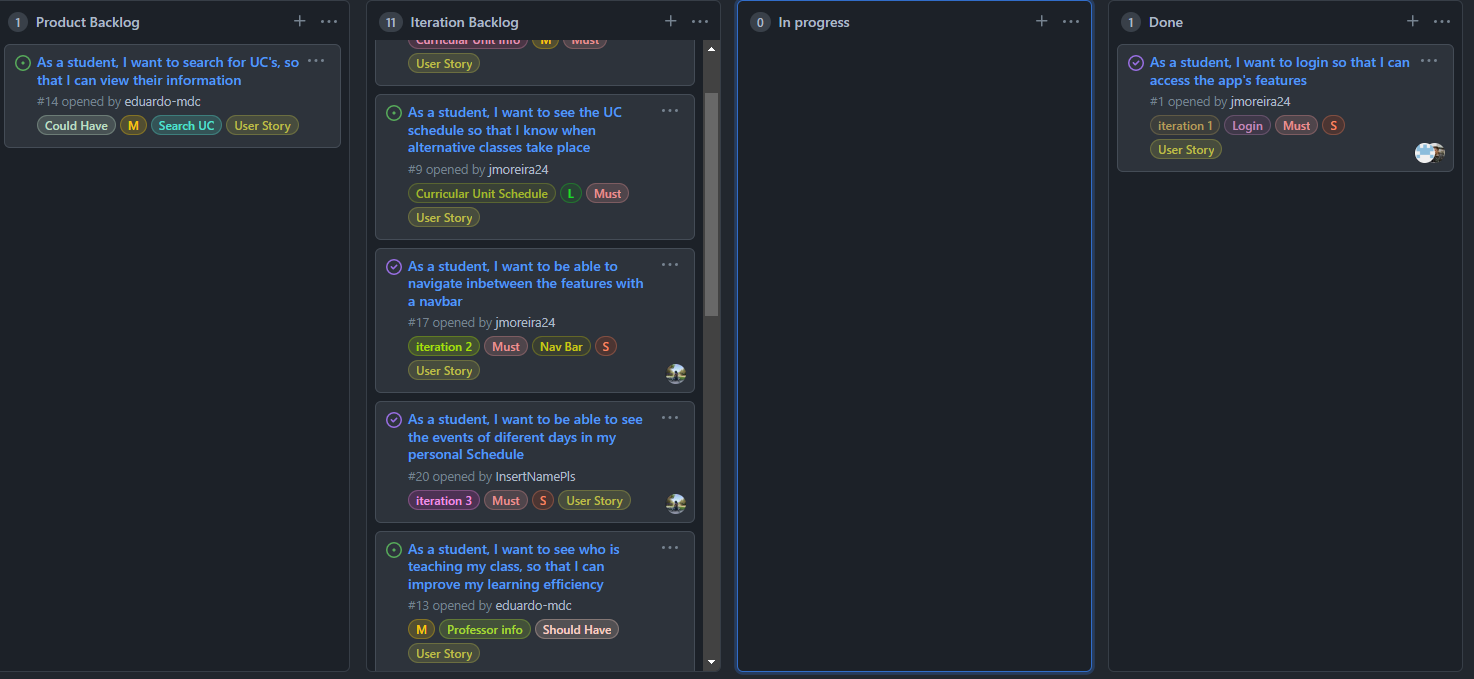 1 Product Backlog
As a student, I want to search for UC's, so
that I can view their information
#14 opened by eduardo-mdc
Could Have M Search UC User Story
11 Iteration Backlog
Curricular Unit Info M Must
User Story
As a student, I want to see the UC
schedule so that I know when
alternative classes take place
#9 opened by jmoreira24
Curricular Unit Schedule L Must
User Story
As a student, I want to be able to
navigate inbetween the features with
a navbar
#17 opened by jmoreira24
iteration 2 Must Nav Bar S
User Story
As a student, I want to be able to see
the events of diferent days in my
personal Schedule
#20 opened by InsertNamePls
iteration 3 Must S User Story
As a student, I want to see who is
teaching my class, so that I can
improve my learning efficiency
#13 opened by eduardo-mdc
M Professor info Should Have
User Story
0 In progress
1 Done
As a student, I want to login so that I can
access the app's features
#1 opened by jmoreira24
iteration 1 Login Must S
User Story